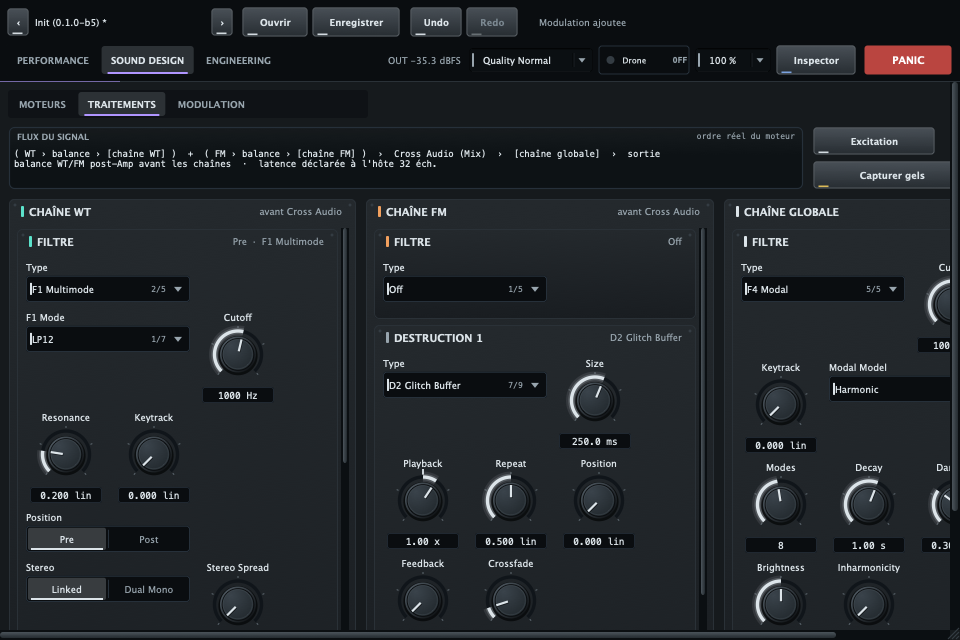 ‹ Init (0.1.0-b5) * › Ouvrir Enregistrer Undo Redo Modulation ajoutee
PERFORMANCE SOUND DESIGN ENGINEERING OUT −35.3 dBFS Quality Normal Drone OFF 100 % Inspector PANIC
MOTEURS TRAITEMENTS MODULATION
FLUX DU SIGNAL ordre réel du moteur
( WT › balance › [chaîne WT] ) + ( FM › balance › [chaîne FM] ) › Cross Audio (Mix) › [chaîne globale] › sortie
balance WT/FM post-Amp avant les chaînes · latence déclarée à l'hôte 32 éch.
Excitation
Capturer gels
CHAÎNE WT avant Cross Audio
FILTRE Pre · F1 Multimode
Type
F1 Multimode 2/5
F1 Mode Cutoff
LP12 1/7
1000 Hz
Resonance Keytrack
0.200 lin 0.000 lin
Position
Pre Post
Stereo Stereo Spread
Linked Dual Mono
CHAÎNE FM avant Cross Audio
FILTRE Off
Type
Off 1/5
DESTRUCTION 1 D2 Glitch Buffer
Type Size
D2 Glitch Buffer 7/9
250.0 ms
Playback Repeat Position
1.00 x 0.500 lin 0.000 lin
Feedback Crossfade
CHAÎNE GLOBALE
FILTRE
Type Cu
F4 Modal 5/5
100
Keytrack Modal Model
Harmonic
0.000 lin
Modes Decay Da
8 1.00 s 0.30
Brightness Inharmonicity